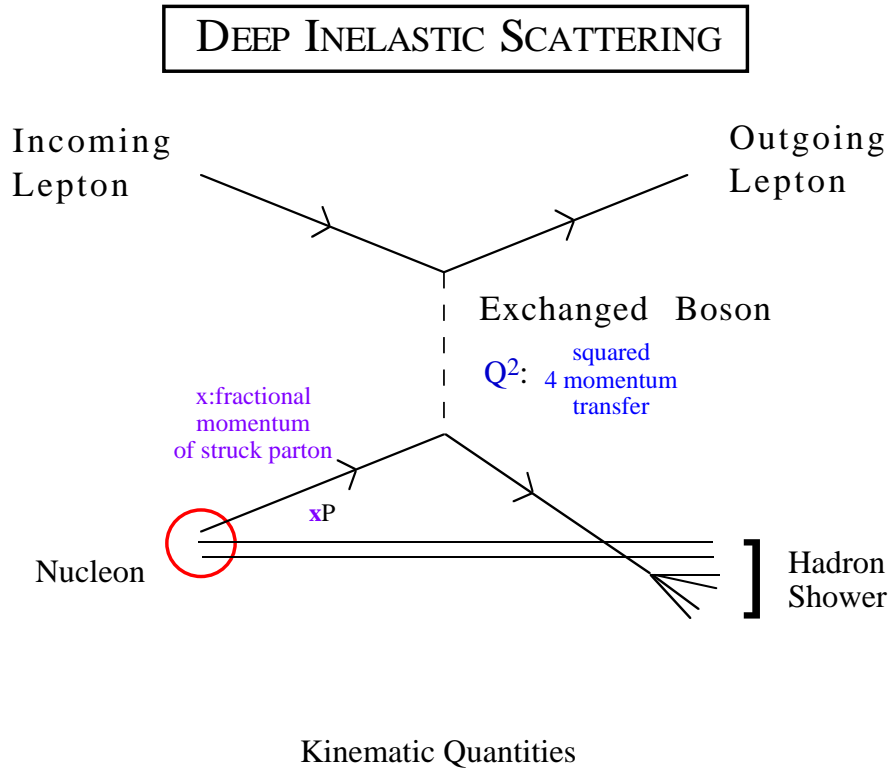 DEEP INELASTIC SCATTERING
Incoming
Lepton
Outgoing
Lepton
Exchanged Boson
Q²: squared
4 momentum
transfer
x:fractional
momentum
of struck parton
xP
Nucleon
Hadron
Shower
Kinematic Quantities